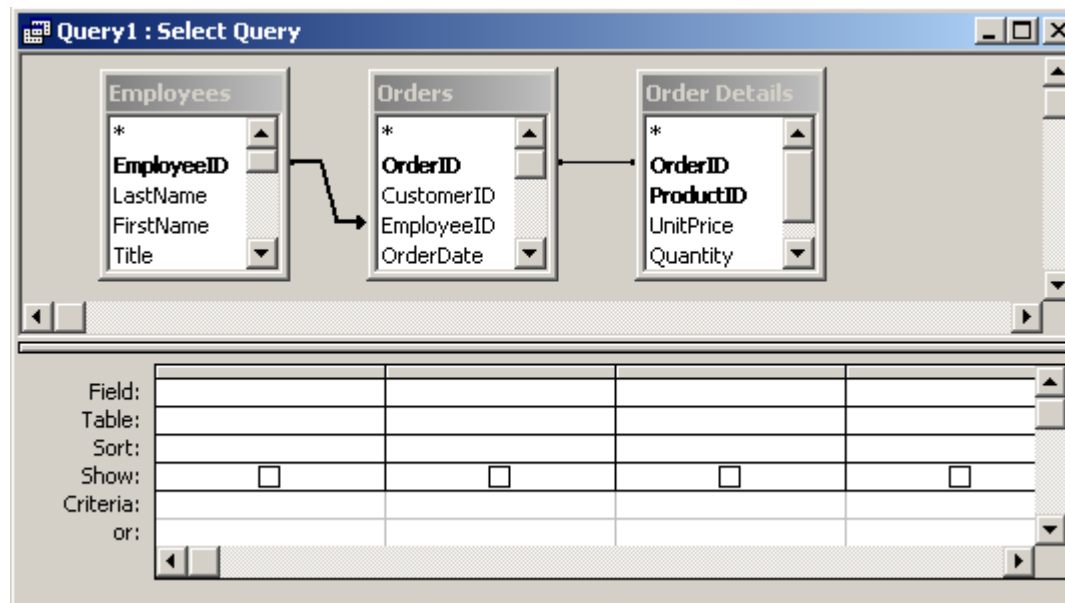 Query1 : Select Query
Employees
*
EmployeeID
LastName
FirstName
Title
Orders
*
OrderID
CustomerID
EmployeeID
OrderDate
Order Details
*
OrderID
ProductID
UnitPrice
Quantity
Field:
Table:
Sort:
Show:
Criteria:
or: